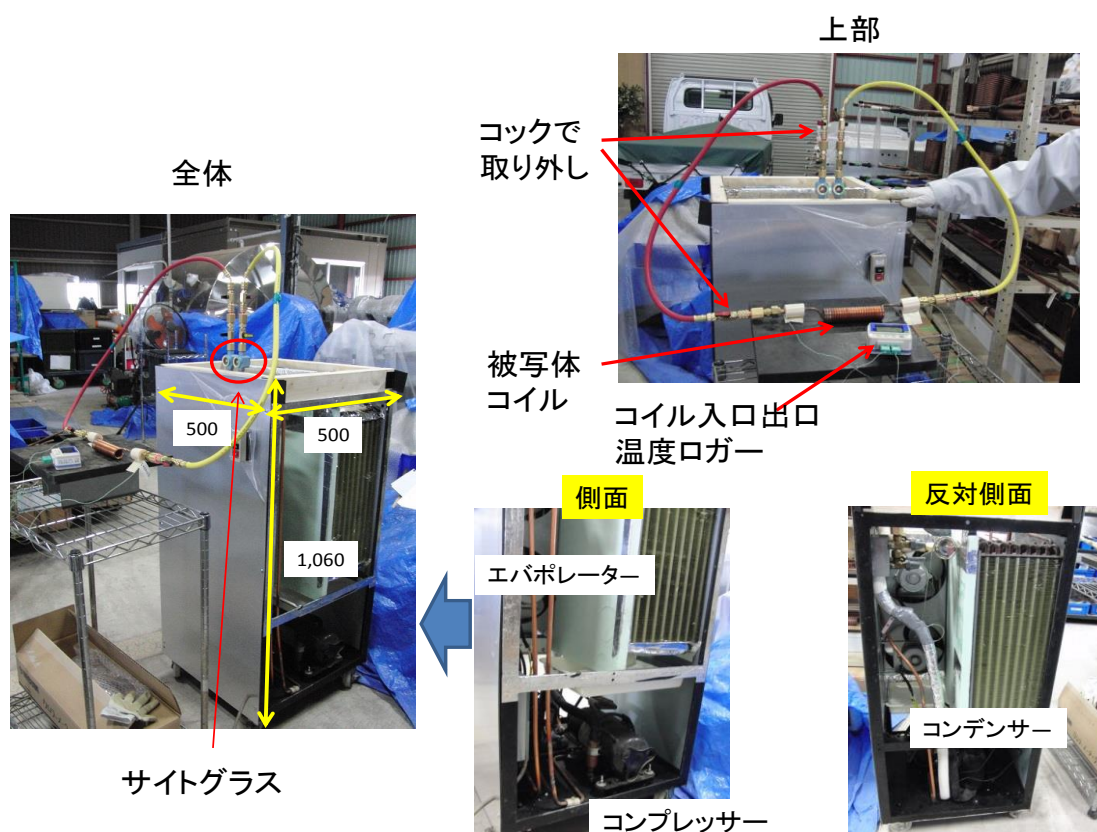 上部
コックで
取り外し
全体
被写体
コイル
コイル入口出口
温度ロガー
500
500
1,060
側面
反対側面
エバポレーター
コンデンサー
サイトグラス
コンプレッサー